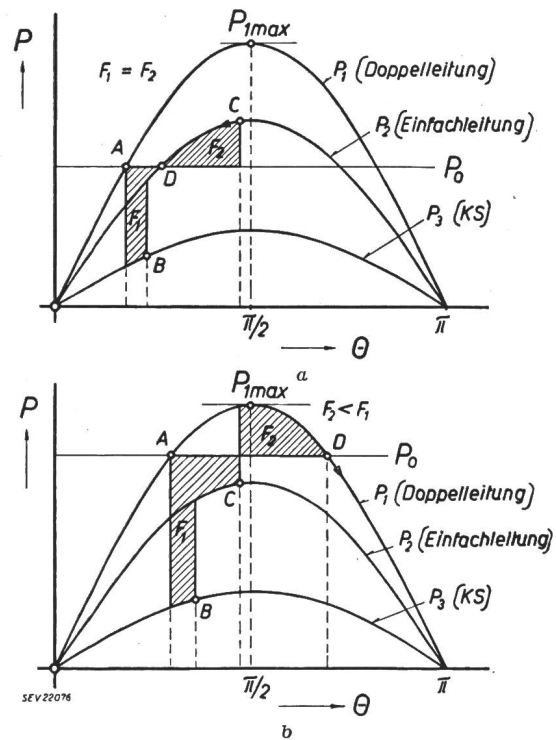 P
P₁max
F₁ = F₂
P₁ (Doppelleitung)
C
P₂ (Einfachleitung)
A
F₂
D
P₀
F₁
P₃ (KS)
B
π/2
π
Θ
a
P
P₁max
F₂ < F₁
A
F₂
D
P₀
P₁ (Doppelleitung)
C
P₂ (Einfachleitung)
F₁
B
P₃ (KS)
π/2
π
SEV22076
Θ
b